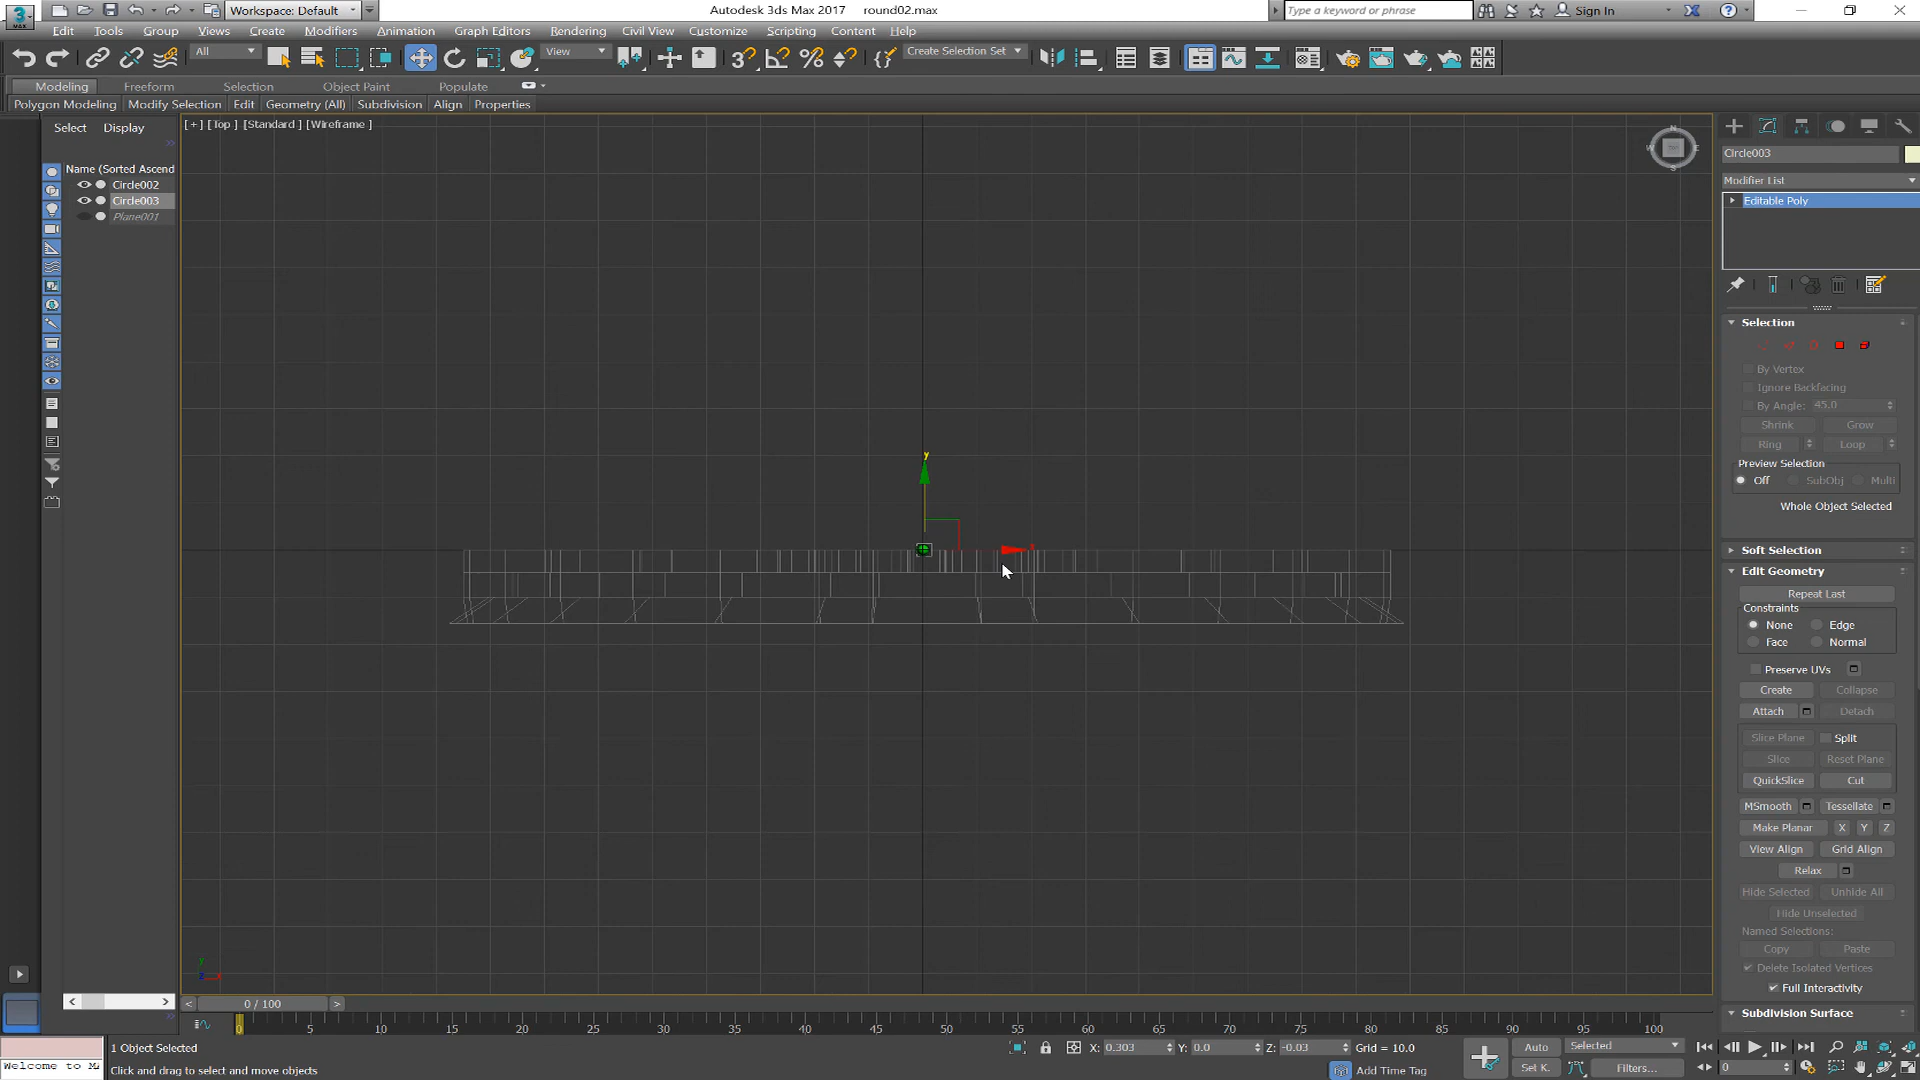 Workspace: Default
Autodesk 3ds Max 2017 round02.max
Type a keyword or phrase
Sign In
Edit Tools Group Views Create Modifiers Animation Graph Editors Rendering Civil View Customize Scripting Content Help
All
View
Create Selection Set
Modeling Freeform Selection Object Paint Populate
Polygon Modeling Modify Selection Edit Geometry (All) Subdivision Align Properties
Select Display
[+] [Top] [Standard] [Wireframe]
Name (Sorted Ascend
Circle002
Circle003
Plane001
Circle003
Modifier List
Editable Poly
Selection
By Vertex
Ignore Backfacing
By Angle: 45.0
Shrink Grow
Ring Loop
Preview Selection
Off SubObj Multi
Whole Object Selected
Soft Selection
Edit Geometry
Repeat Last
Constraints
None Edge
Face Normal
Preserve UVs
Create Collapse
Attach Detach
Slice Plane Split
Slice Reset Plane
QuickSlice Cut
MSmooth Tessellate
Make Planar X Y Z
View Align Grid Align
Relax
Hide Selected Unhide All
Hide Unselected
Named Selections:
Copy Paste
Delete Isolated Vertices
Full Interactivity
Subdivision Surface
0 / 100
0 5 10 15 20 25 30 35 40 45 50 55 60 65 70 75 80 85 90 95 100
1 Object Selected
X: 0.303 Y: 0.0 Z: -0.03 Grid = 10.0
Auto Selected
Welcome to M
Click and drag to select and move objects
Add Time Tag
Set K. Filters...
0